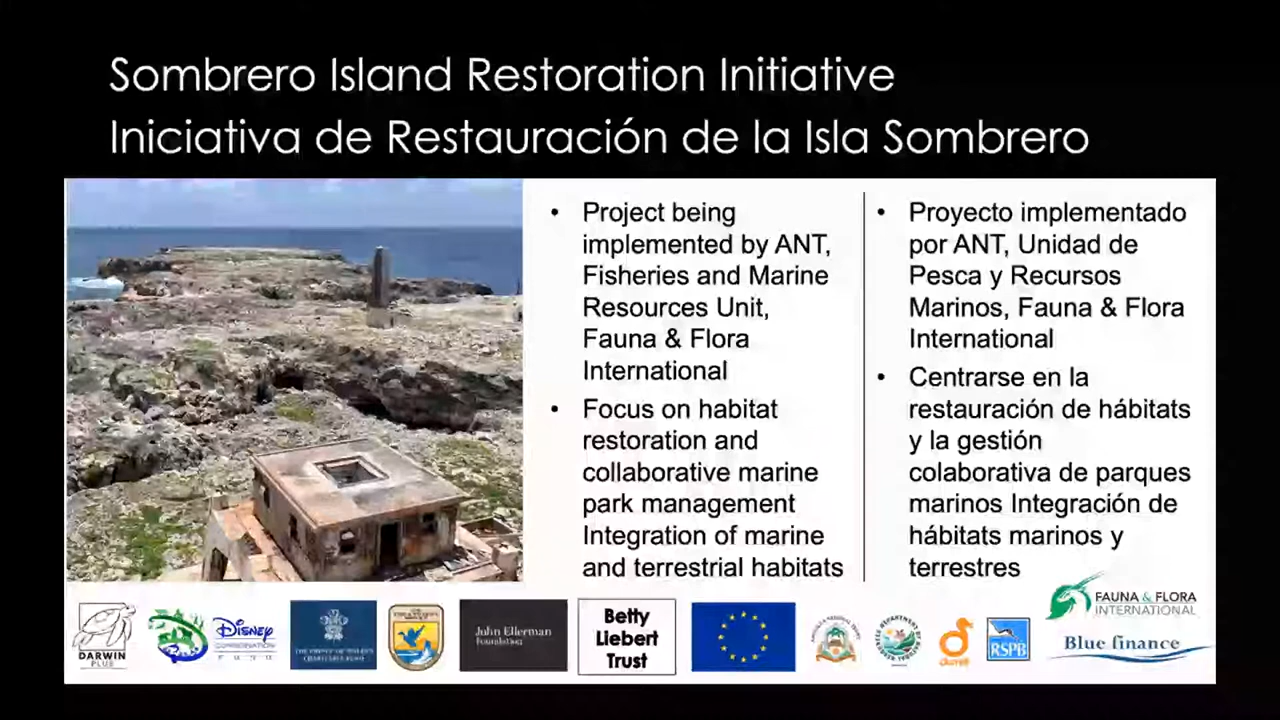 Sombrero Island Restoration Initiative
Iniciativa de Restauración de la Isla Sombrero
• Project being
implemented by ANT,
Fisheries and Marine
Resources Unit,
Fauna & Flora
International
• Focus on habitat
restoration and
collaborative marine
park management
Integration of marine
and terrestrial habitats
• Proyecto implementado
por ANT, Unidad de
Pesca y Recursos
Marinos, Fauna & Flora
International
• Centrarse en la
restauración de hábitats
y la gestión
colaborativa de parques
marinos Integración de
hábitats marinos y
terrestres
DARWIN
PLUS
Disney
CONSERVATION
FUND
John Ellerman
Foundation
Betty
Liebert
Trust
durrell
RSPB
FAUNA & FLORA
INTERNATIONAL
Blue finance